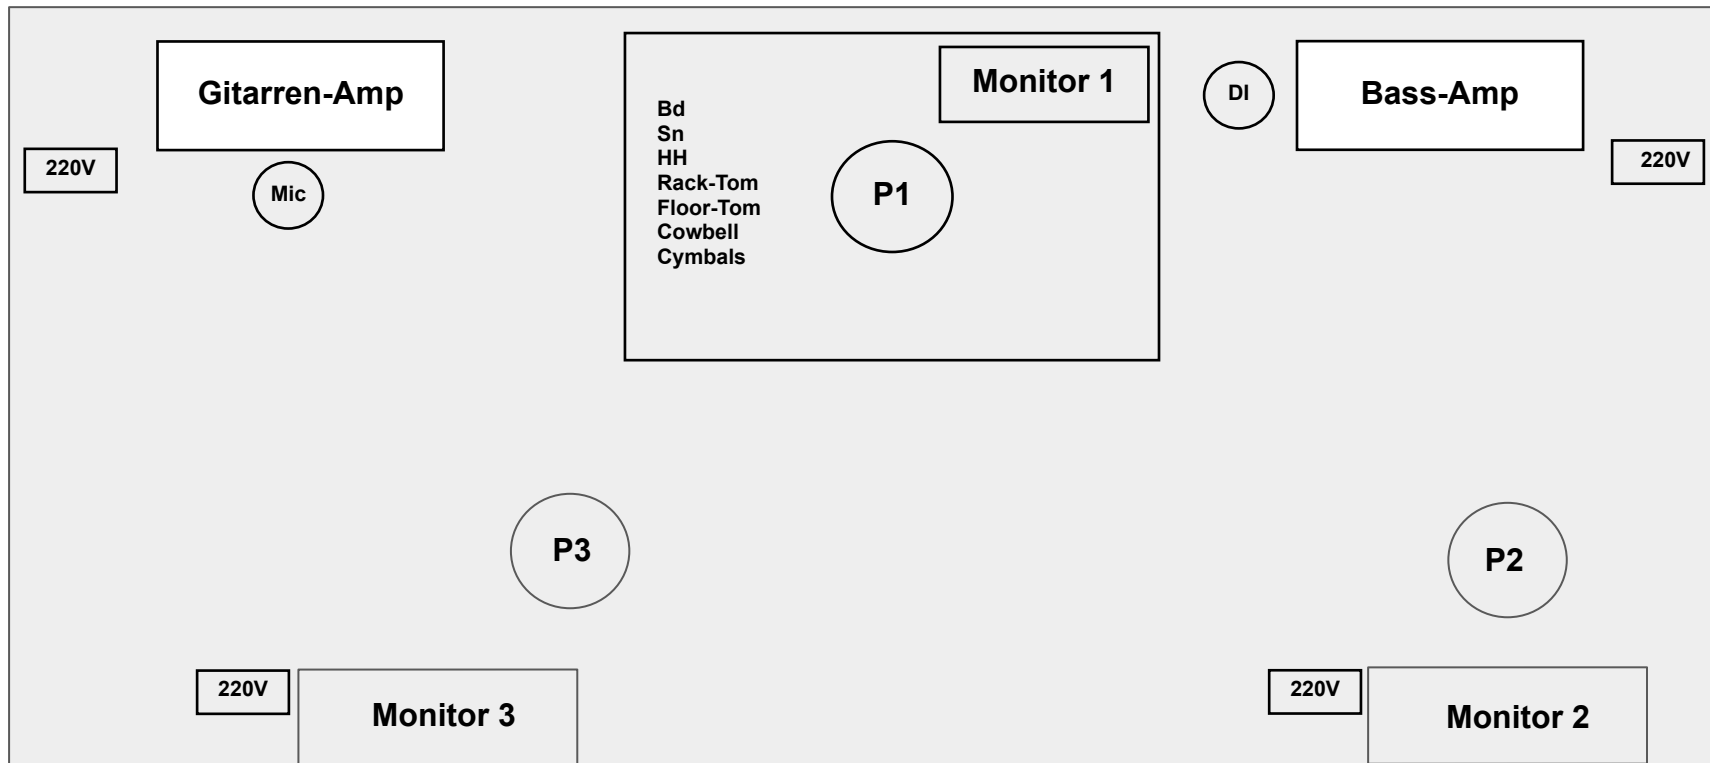 Gitarren-Amp
Monitor 1
DI
Bass-Amp
Bd
Sn
HH
Rack-Tom
Floor-Tom
Cowbell
Cymbals
220V
Mic
P1
220V
P3
P2
220V
Monitor 3
220V
Monitor 2